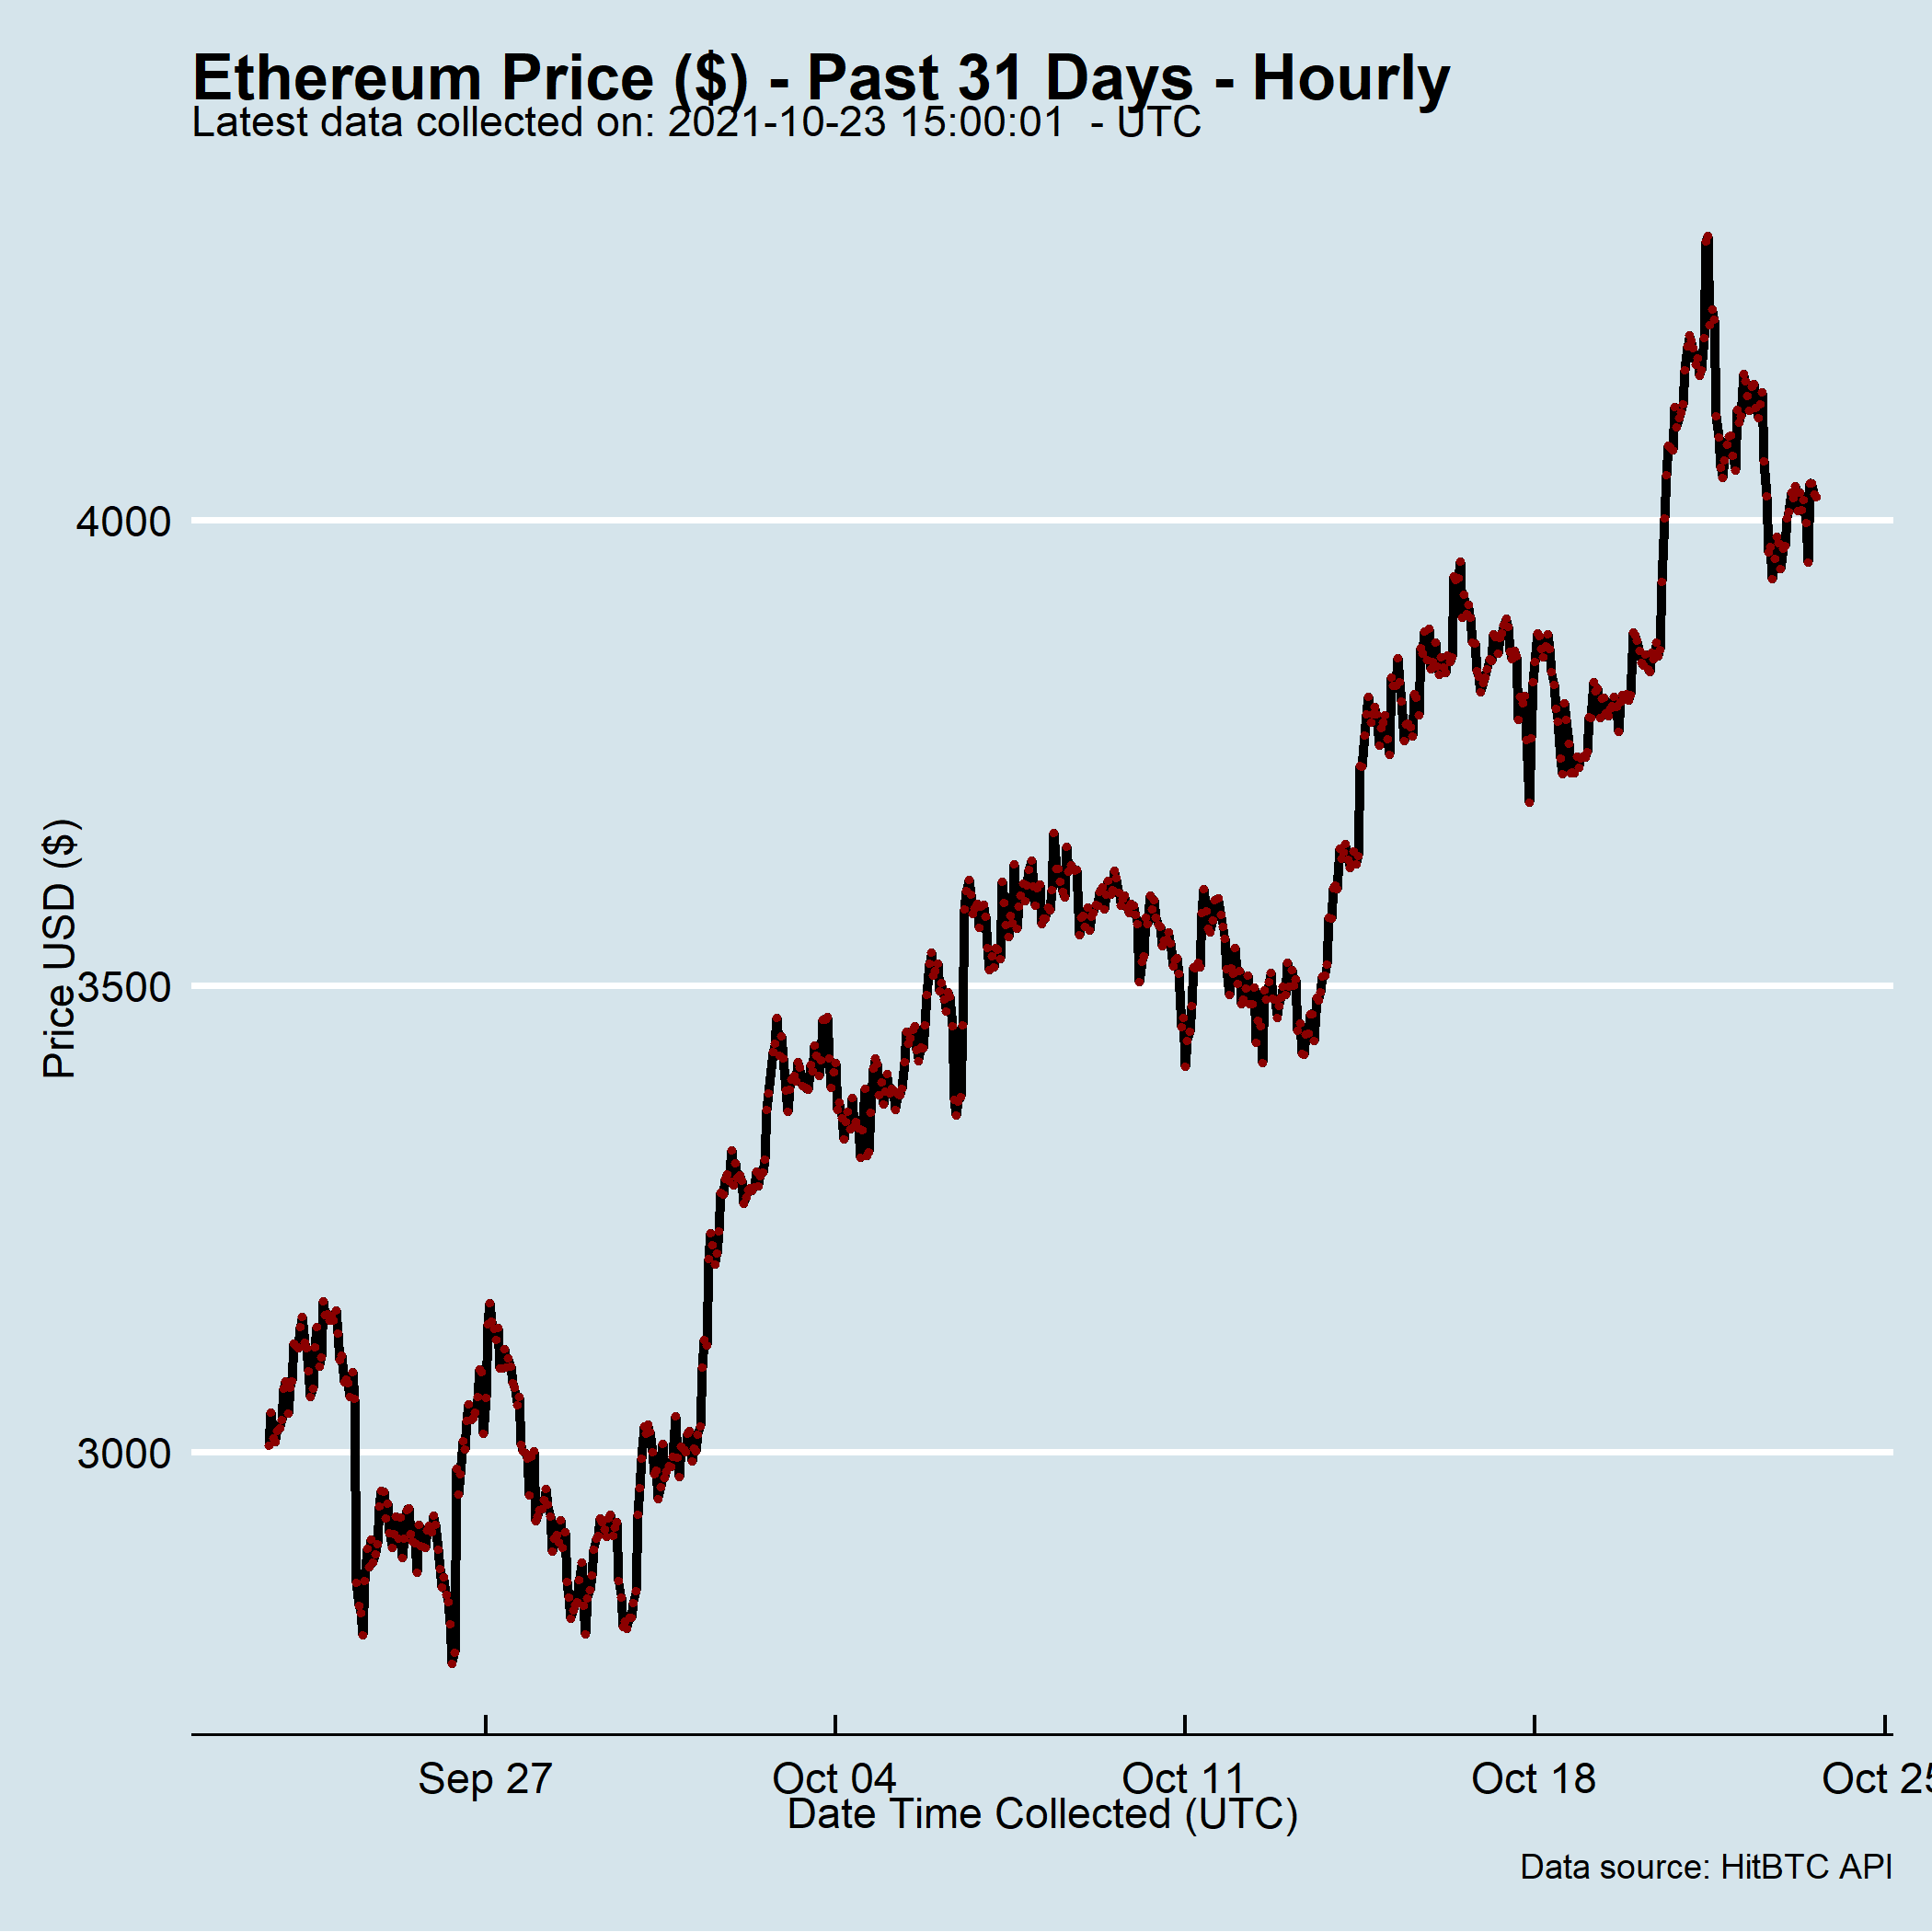 Ethereum Price ($) - Past 31 Days - Hourly
Latest data collected on: 2021-10-23 15:00:01  - UTC
Price USD ($)
4000
3500
3000
Sep 27
Oct 04
Oct 11
Oct 18
Oct 25
Date Time Collected (UTC)
Data source: HitBTC API